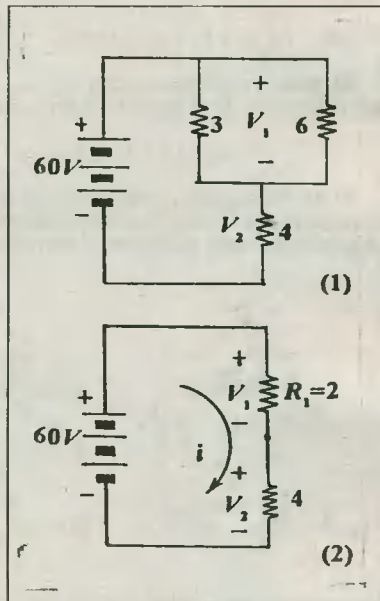 +
+ 3 V₁ 6
60V −
− V₂ 4
(1)
+
+ V₁ R₁=2
60V −
i +
− V₂ 4
−
(2)